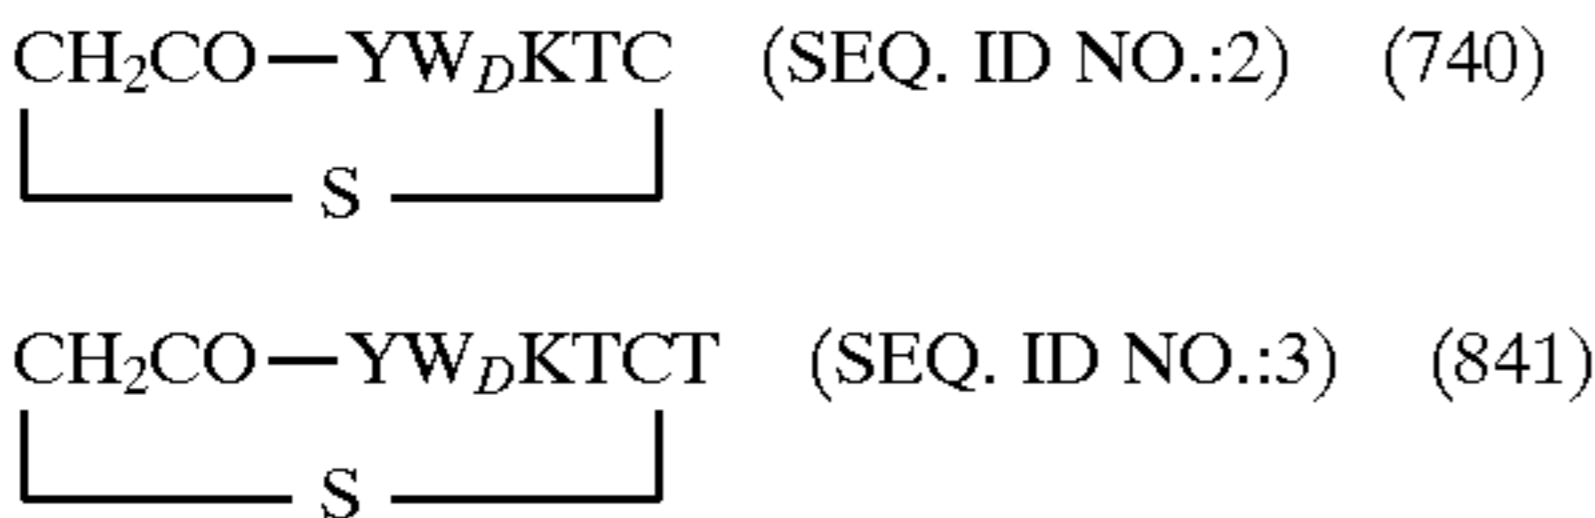 CH₂CO—YW_DKTC (SEQ. ID NO.:2) (740)
S
CH₂CO—YW_DKTCT (SEQ. ID NO.:3) (841)
S